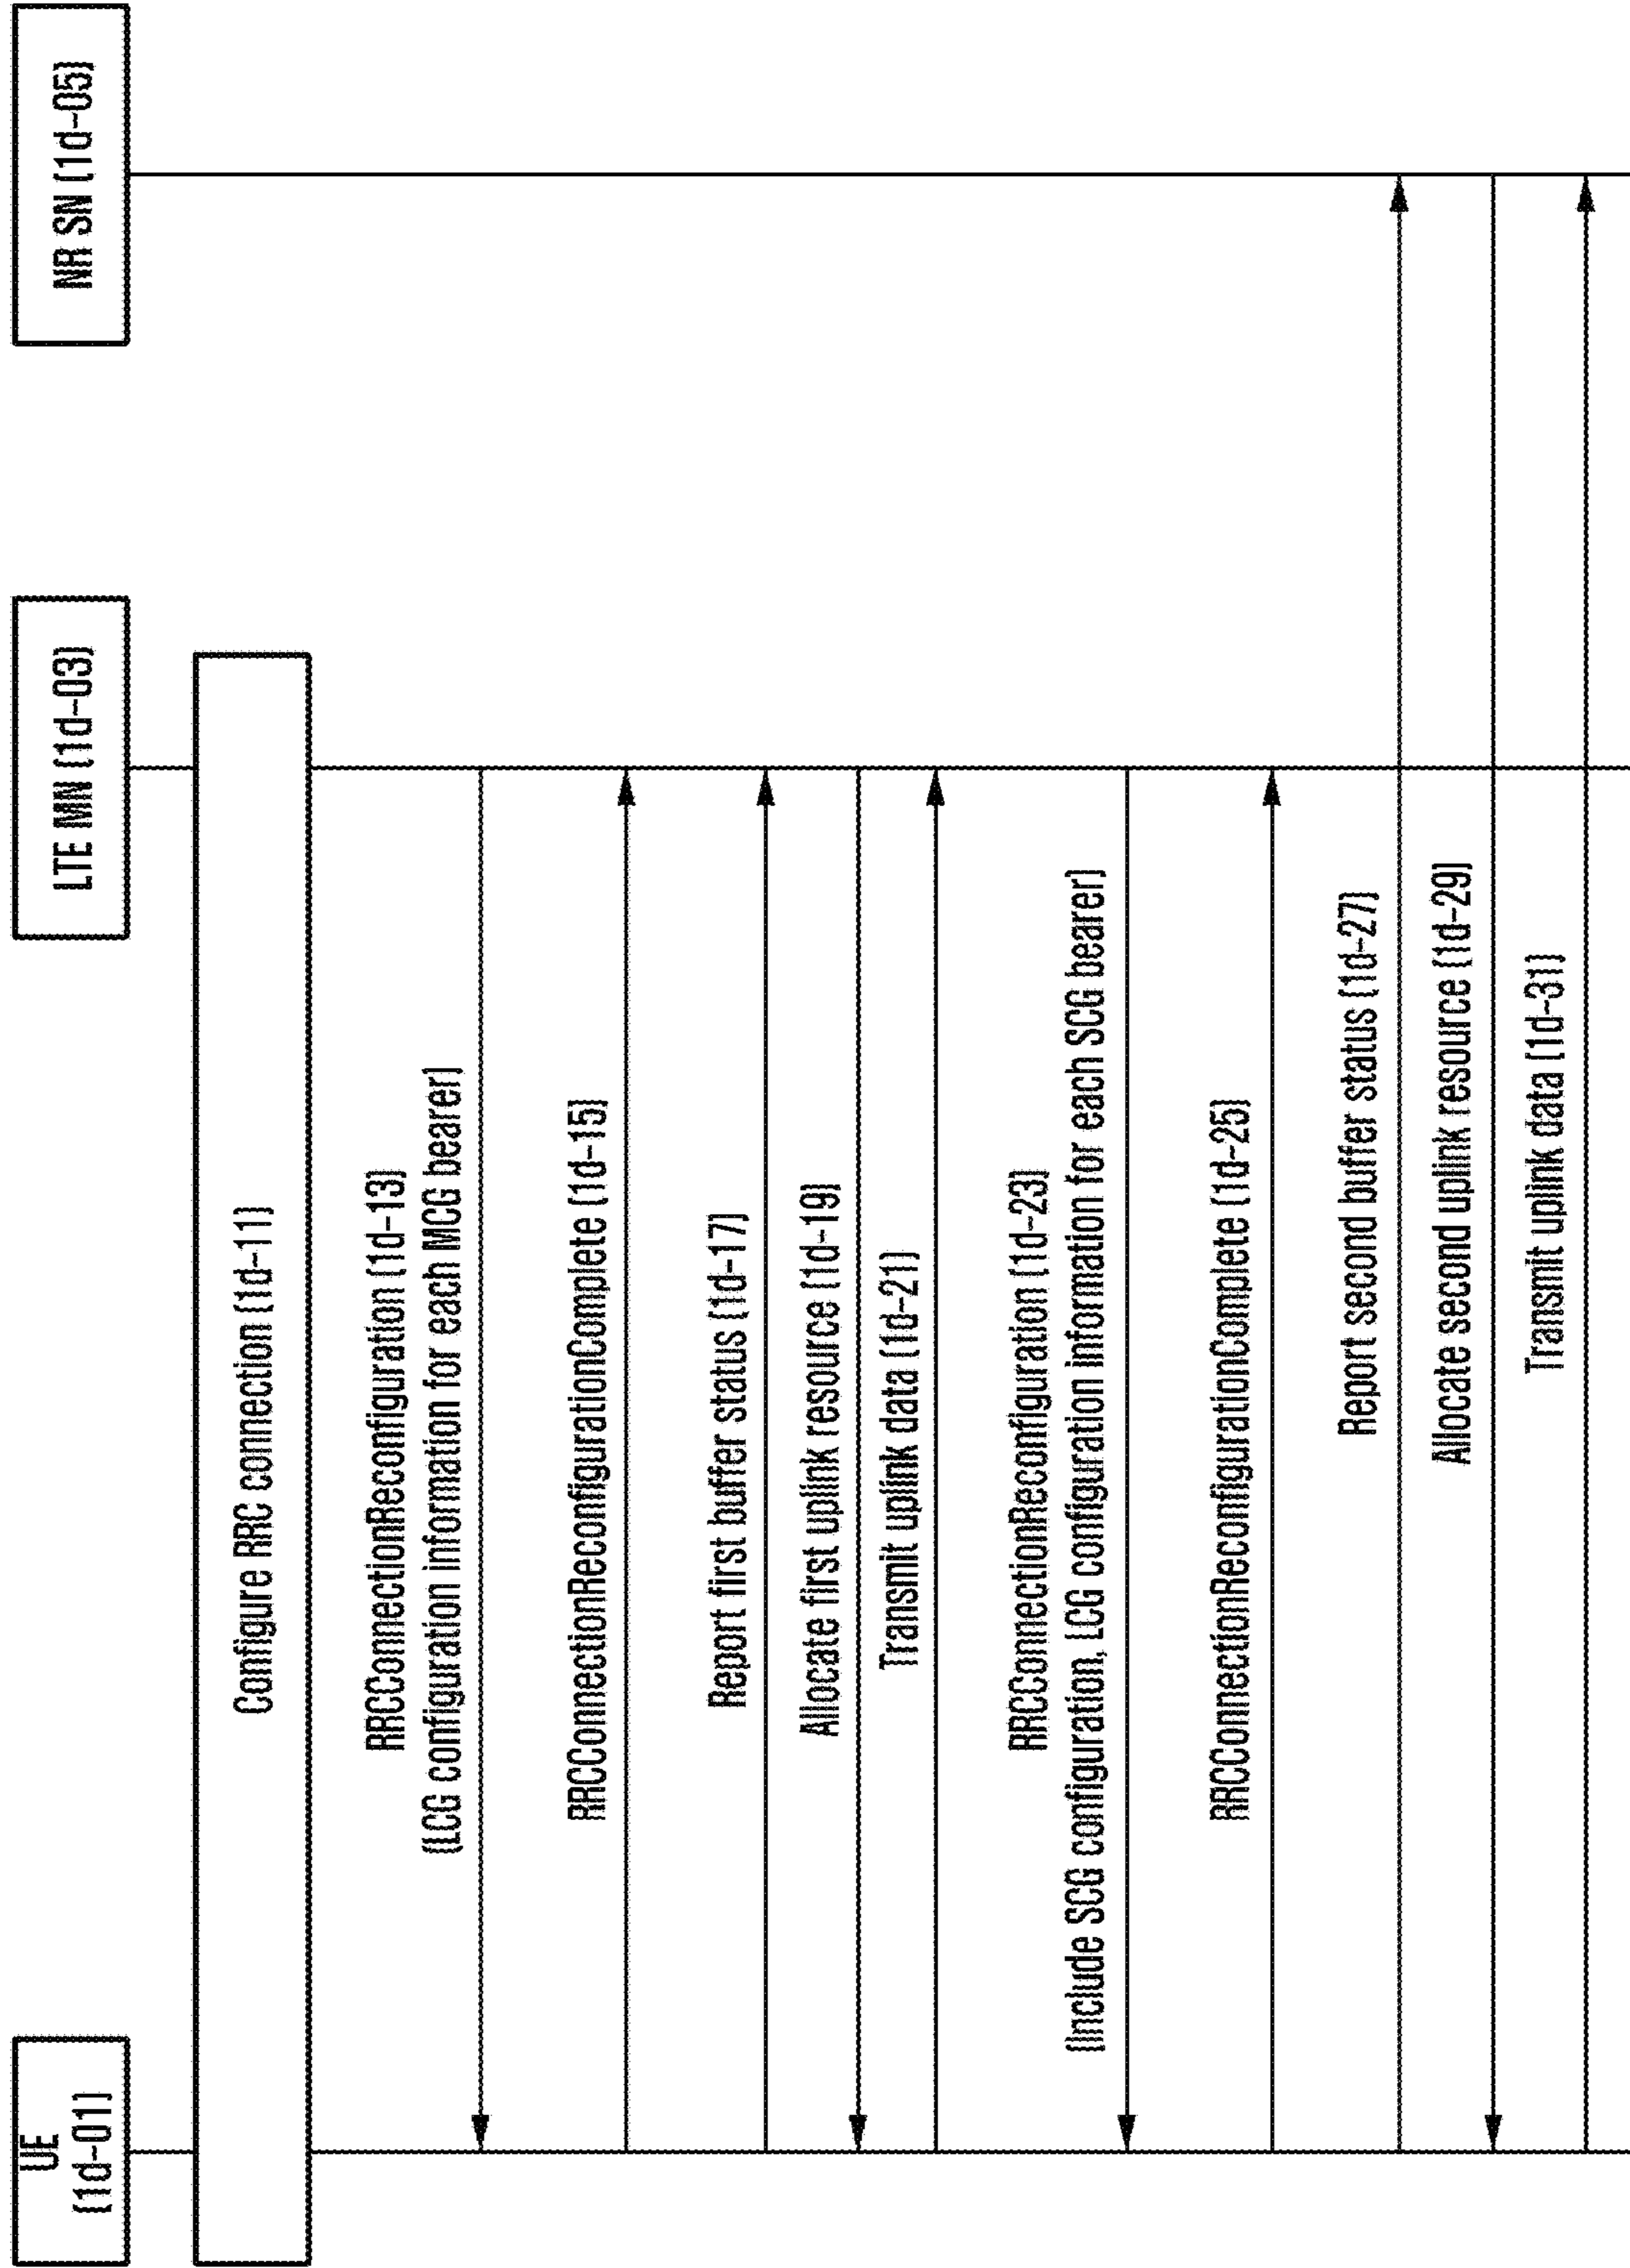 UE
(1d-01)
LTE MN (1d-03)
NR SN (1d-05)
Configure RRC connection (1d-11)
RRCConnectionReconfiguration (1d-13)
(LCG configuration information for each MCG bearer)
RRCConnectionReconfigurationComplete (1d-15)
Report first buffer status (1d-17)
Allocate first uplink resource (1d-19)
Transmit uplink data (1d-21)
RRCConnectionReconfiguration (1d-23)
(Include SCG configuration, LCG configuration information for each SCG bearer)
RRCConnectionReconfigurationComplete (1d-25)
Report second buffer status (1d-27)
Allocate second uplink resource (1d-29)
Transmit uplink data (1d-31)